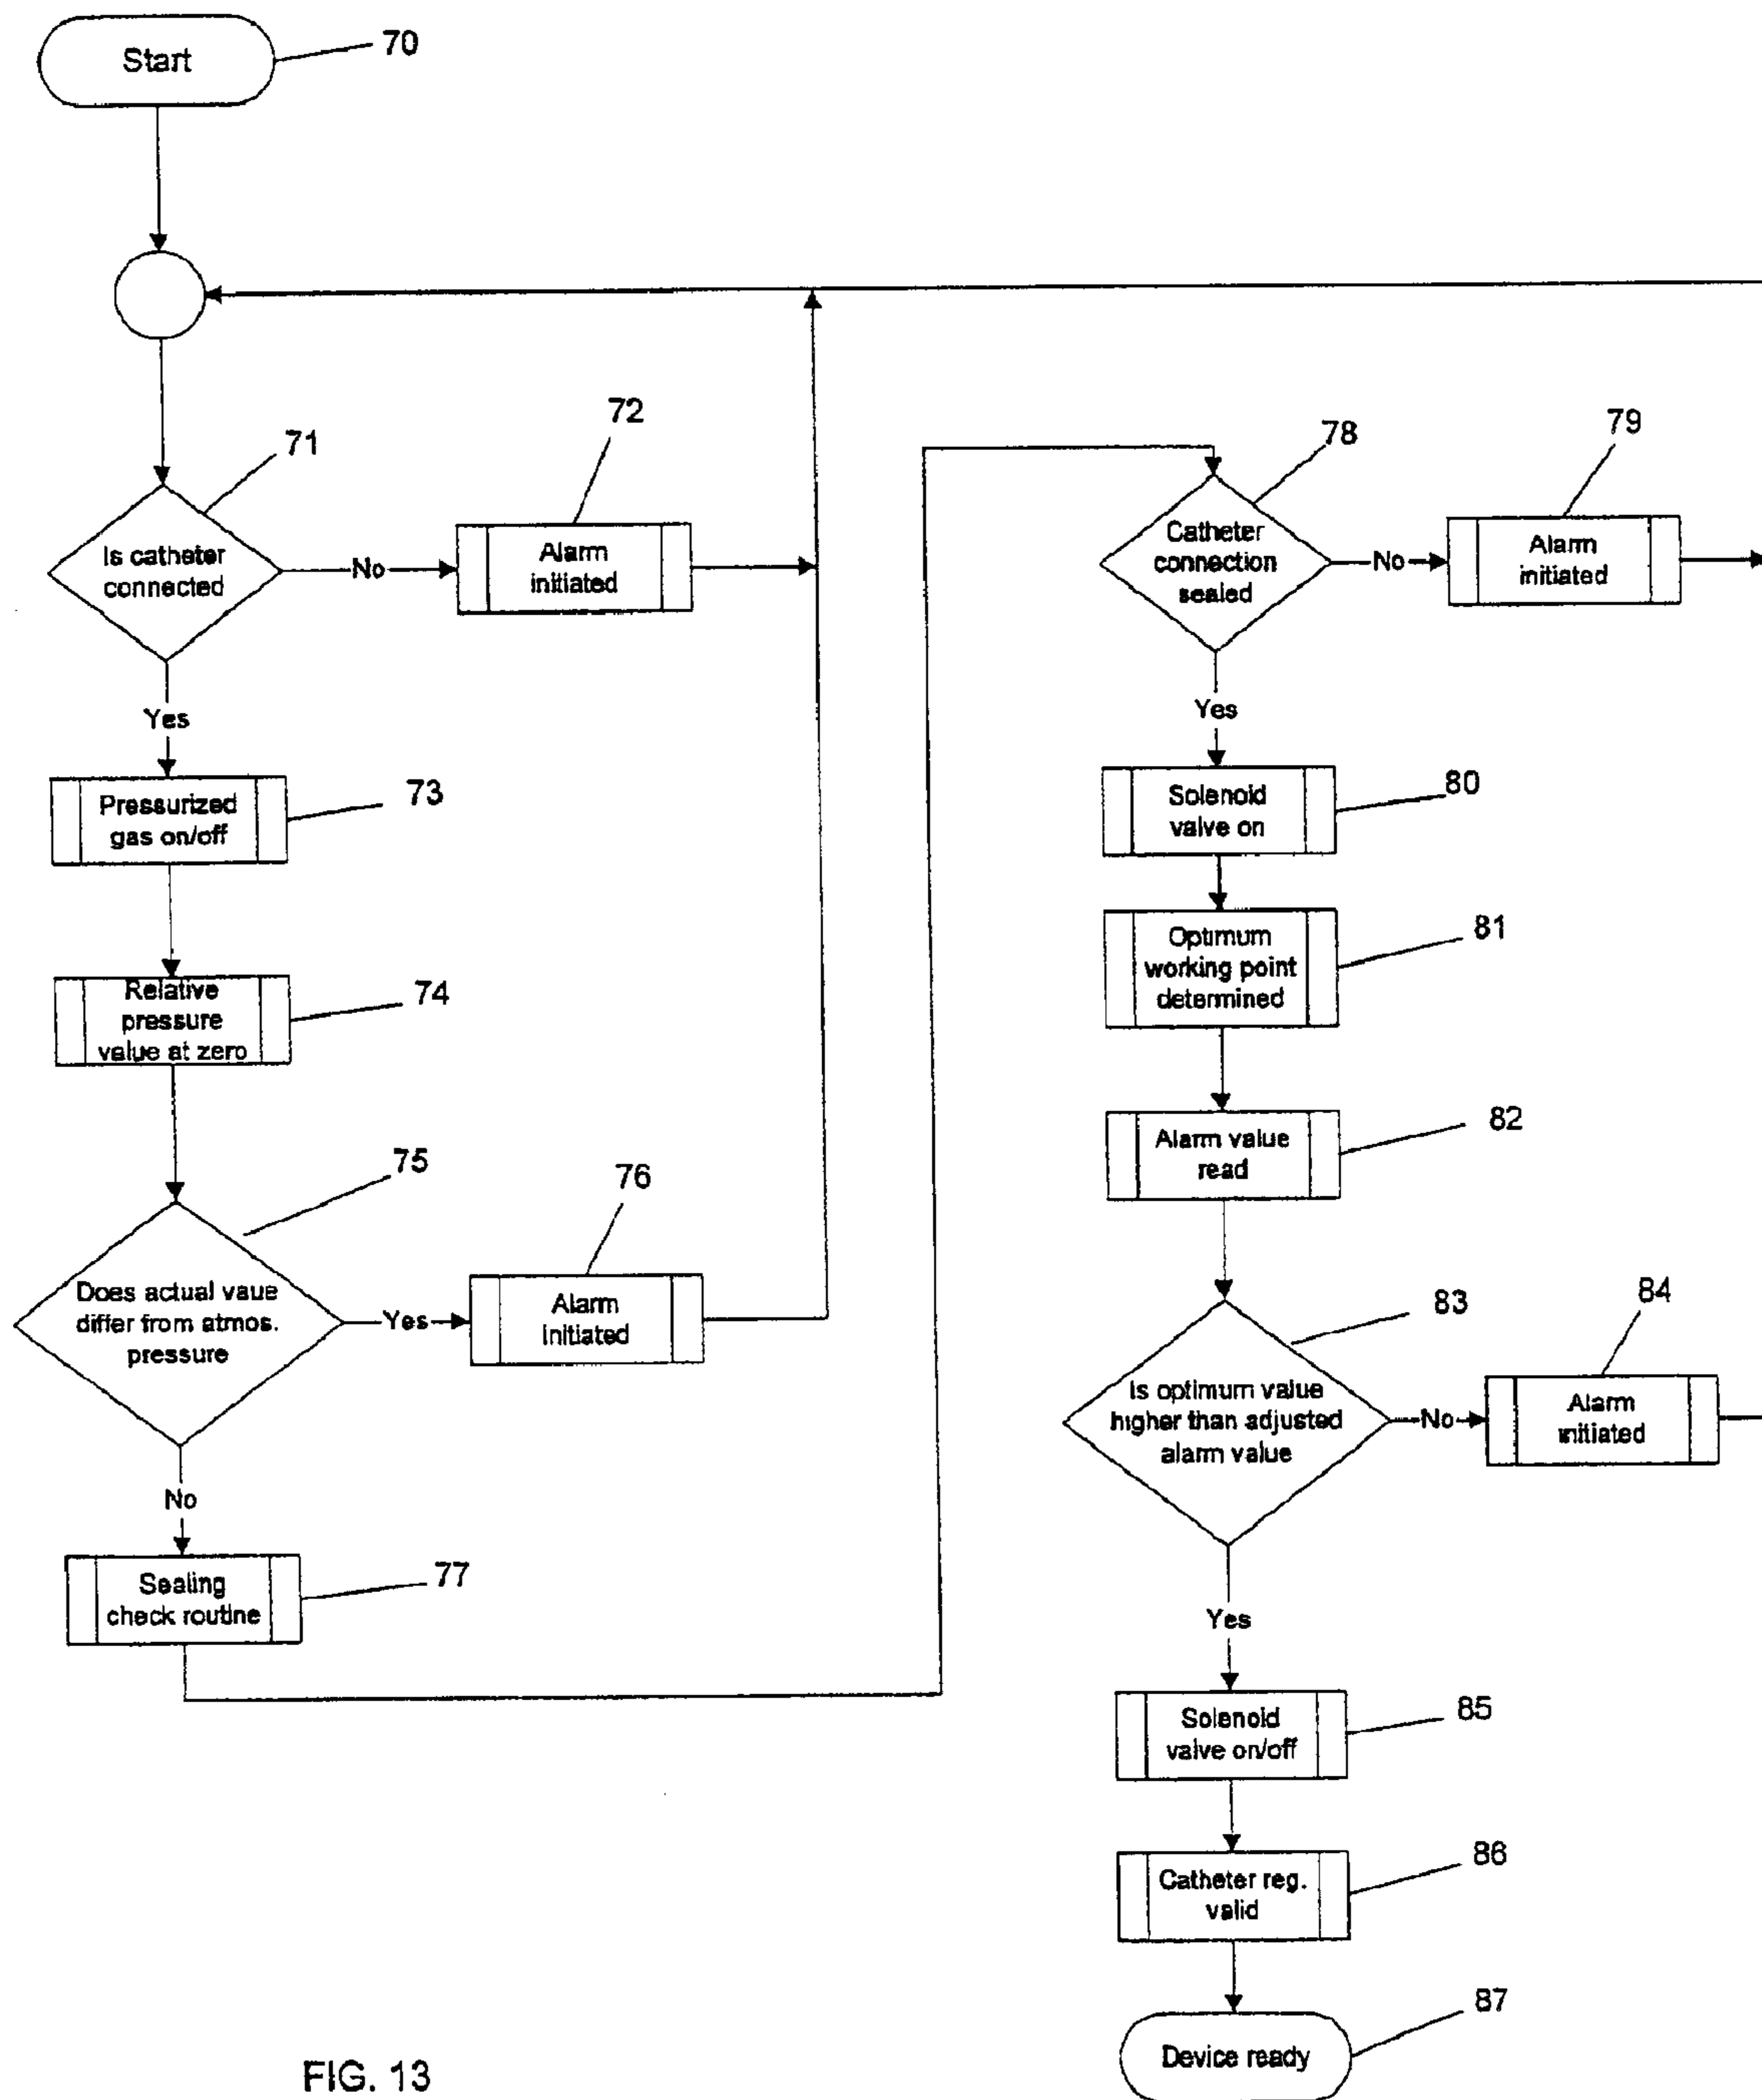 Start
70
71
Is catheter
connected
No
72
Alarm
initiated
Yes
Pressurized
gas on/off
73
Relative
pressure
value at zero
74
75
Does actual vaue
differ from atmos.
pressure
Yes
76
Alarm
initiated
No
Sealing
check routine
77
78
Catheter
connection
sealed
No
79
Alarm
initiated
Yes
Solenoid
valve on
80
Optimum
working point
determined
81
Alarm value
read
82
83
Is optimum value
higher than adjusted
alarm value
No
84
Alarm
initiated
Yes
Solenoid
valve on/off
85
Catheter reg.
valid
86
Device ready
87
FIG. 13